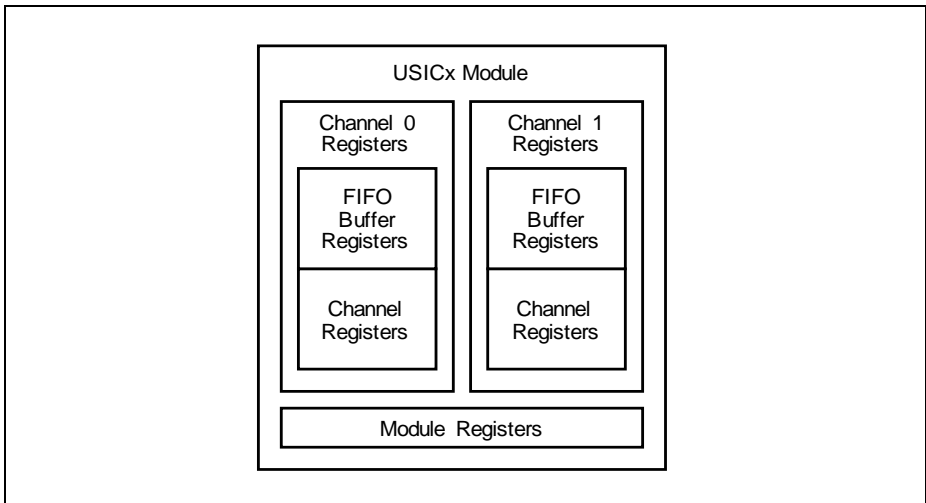 USICx Module
Channel 0
Registers
FIFO
Buffer
Registers
Channel
Registers
Channel 1
Registers
FIFO
Buffer
Registers
Channel
Registers
Module Registers